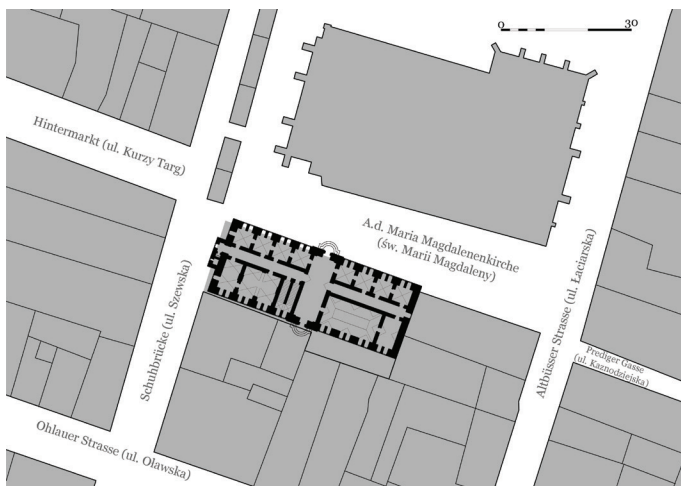 0 30
Hintermarkt (ul. Kurzy Targ)
A.d. Maria Magdalenenkirche
(św. Marii Magdaleny)
Schuhbrücke (ul. Szewska)
Altbüsser Strasse (ul. Łaciarska)
Prediger Gasse
(ul. Kaznodziejska)
Ohlauer Strasse (ul. Oławska)